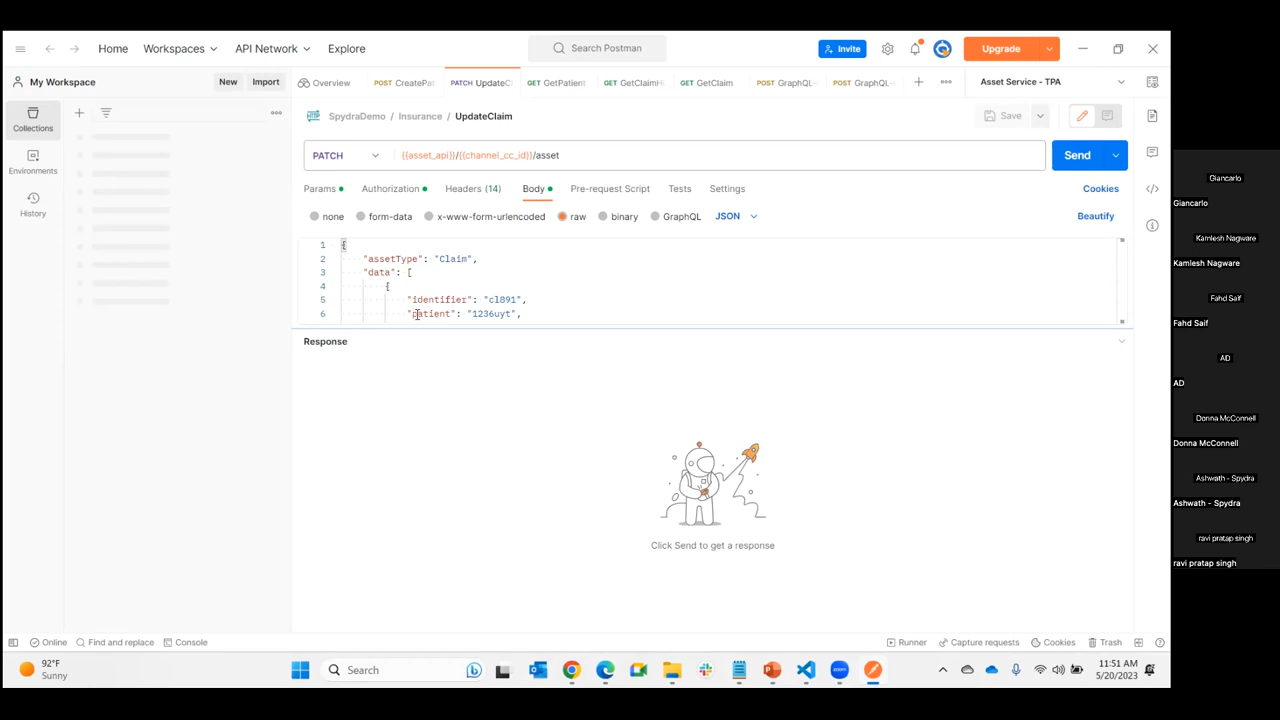 Home
Workspaces
API Network
Explore
Search Postman
Invite
Upgrade
My Workspace
New
Import
Overview
POST CreatePa
PATCH UpdateCl
GET GetPatient
GET GetClaimH
GET GetClaim
POST GraphQL
POST GraphQL
Asset Service - TPA
Collections
Environments
History
SpydraDemo / Insurance / UpdateClaim
Save
PATCH
{{asset_api}}/{{channel_cc_id}}/asset
Send
Params
Authorization
Headers (14)
Body
Pre-request Script
Tests
Settings
Cookies
none
form-data
x-www-form-urlencoded
raw
binary
GraphQL
JSON
Beautify
1 {
2 "assetType": "Claim",
3 "data": [
4 {
5 "identifier": "cl891",
6 "patient": "1236uyt",
Response
Click Send to get a response
Online
Find and replace
Console
Runner
Capture requests
Cookies
Trash
92°F
Sunny
Search
11:51 AM
5/20/2023
Giancarlo
Giancarlo
Kamlesh Nagware
Kamlesh Nagware
Fahd Saif
Fahd Saif
AD
AD
Donna McConnell
Donna McConnell
Ashwath - Spydra
Ashwath - Spydra
ravi pratap singh
ravi pratap singh